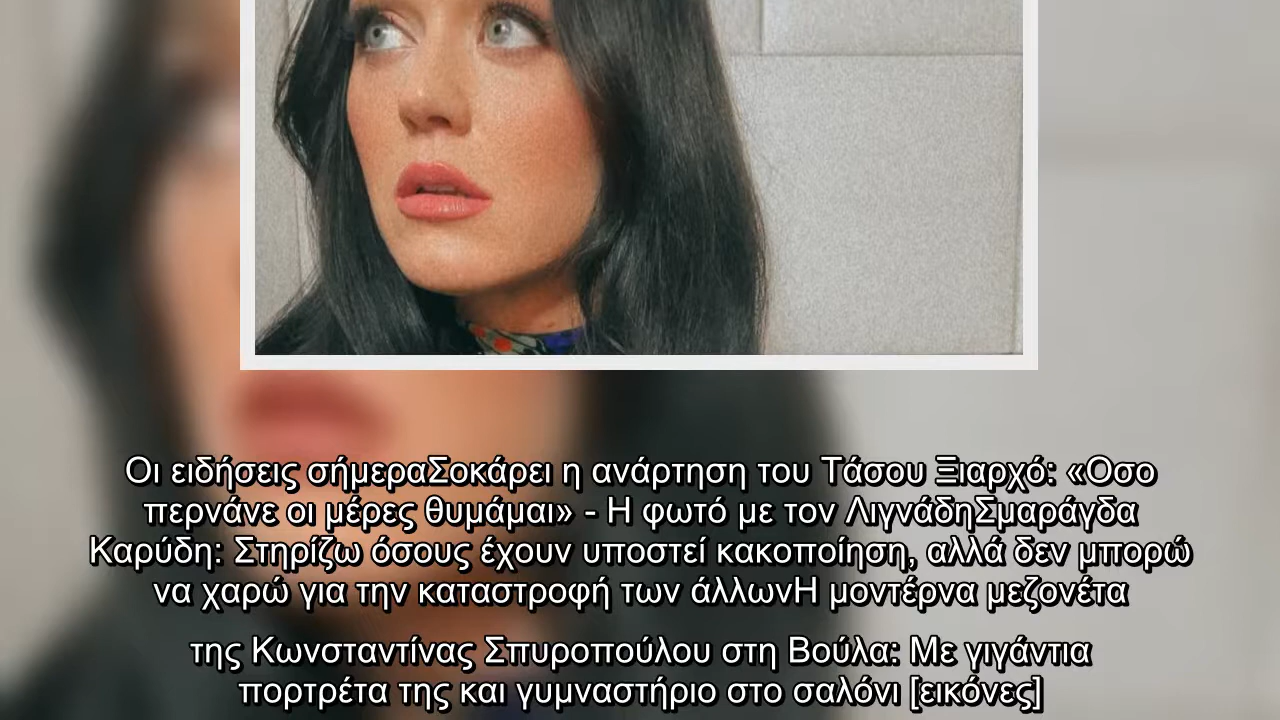 Οι ειδήσεις σήμεραΣοκάρει η ανάρτηση του Τάσου Ξιαρχό: «Οσο
περνάνε οι μέρες θυμάμαι» - Η φωτό με τον ΛιγνάδηΣμαράγδα
Καρύδη: Στηρίζω όσους έχουν υποστεί κακοποίηση, αλλά δεν μπορώ
να χαρώ για την καταστροφή των άλλωνΗ μοντέρνα μεζονέτα
της Κωνσταντίνας Σπυροπούλου στη Βούλα: Με γιγάντια
πορτρέτα της και γυμναστήριο στο σαλόνι [εικόνες]